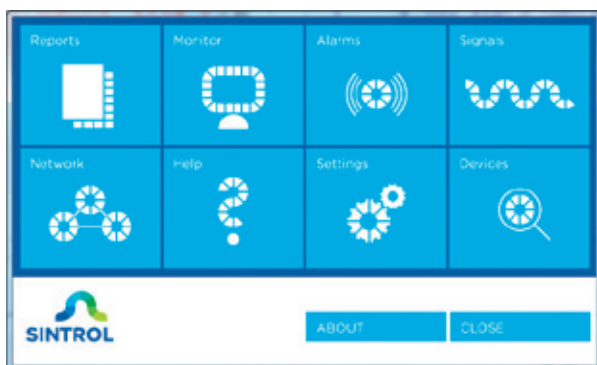 Reports Monitor Alarms Signals
Network Help Settings Devices
SINTROL ABOUT CLOSE